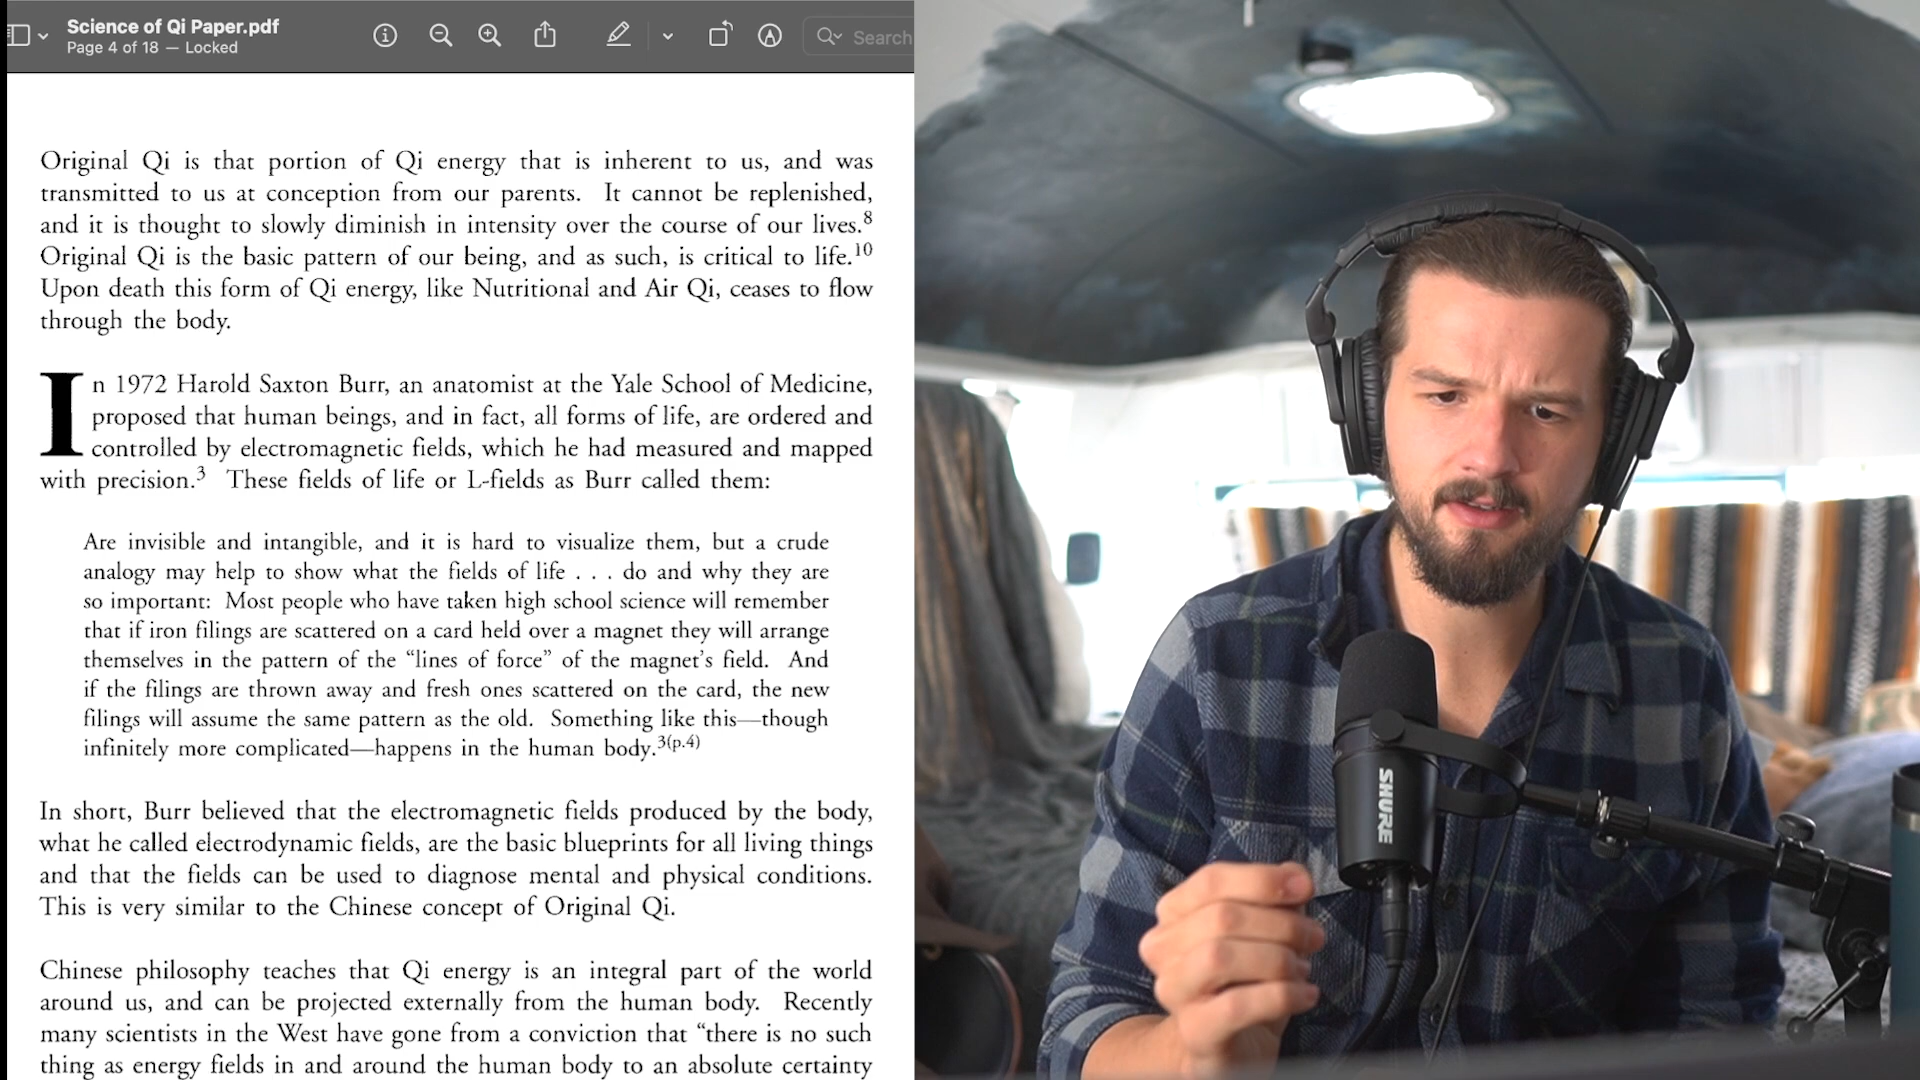 Science of Qi Paper.pdf
Page 4 of 18 — Locked
Search
Original Qi is that portion of Qi energy that is inherent to us, and was
transmitted to us at conception from our parents. It cannot be replenished,
and it is thought to slowly diminish in intensity over the course of our lives.8
Original Qi is the basic pattern of our being, and as such, is critical to life.10
Upon death this form of Qi energy, like Nutritional and Air Qi, ceases to flow
through the body.
In 1972 Harold Saxton Burr, an anatomist at the Yale School of Medicine,
proposed that human beings, and in fact, all forms of life, are ordered and
controlled by electromagnetic fields, which he had measured and mapped
with precision.3 These fields of life or L-fields as Burr called them:
Are invisible and intangible, and it is hard to visualize them, but a crude
analogy may help to show what the fields of life . . . do and why they are
so important: Most people who have taken high school science will remember
that if iron filings are scattered on a card held over a magnet they will arrange
themselves in the pattern of the “lines of force” of the magnet’s field. And
if the filings are thrown away and fresh ones scattered on the card, the new
filings will assume the same pattern as the old. Something like this—though
infinitely more complicated—happens in the human body.3(p.4)
In short, Burr believed that the electromagnetic fields produced by the body,
what he called electrodynamic fields, are the basic blueprints for all living things
and that the fields can be used to diagnose mental and physical conditions.
This is very similar to the Chinese concept of Original Qi.
Chinese philosophy teaches that Qi energy is an integral part of the world
around us, and can be projected externally from the human body. Recently
many scientists in the West have gone from a conviction that “there is no such
thing as energy fields in and around the human body to an absolute certainty
SHURE